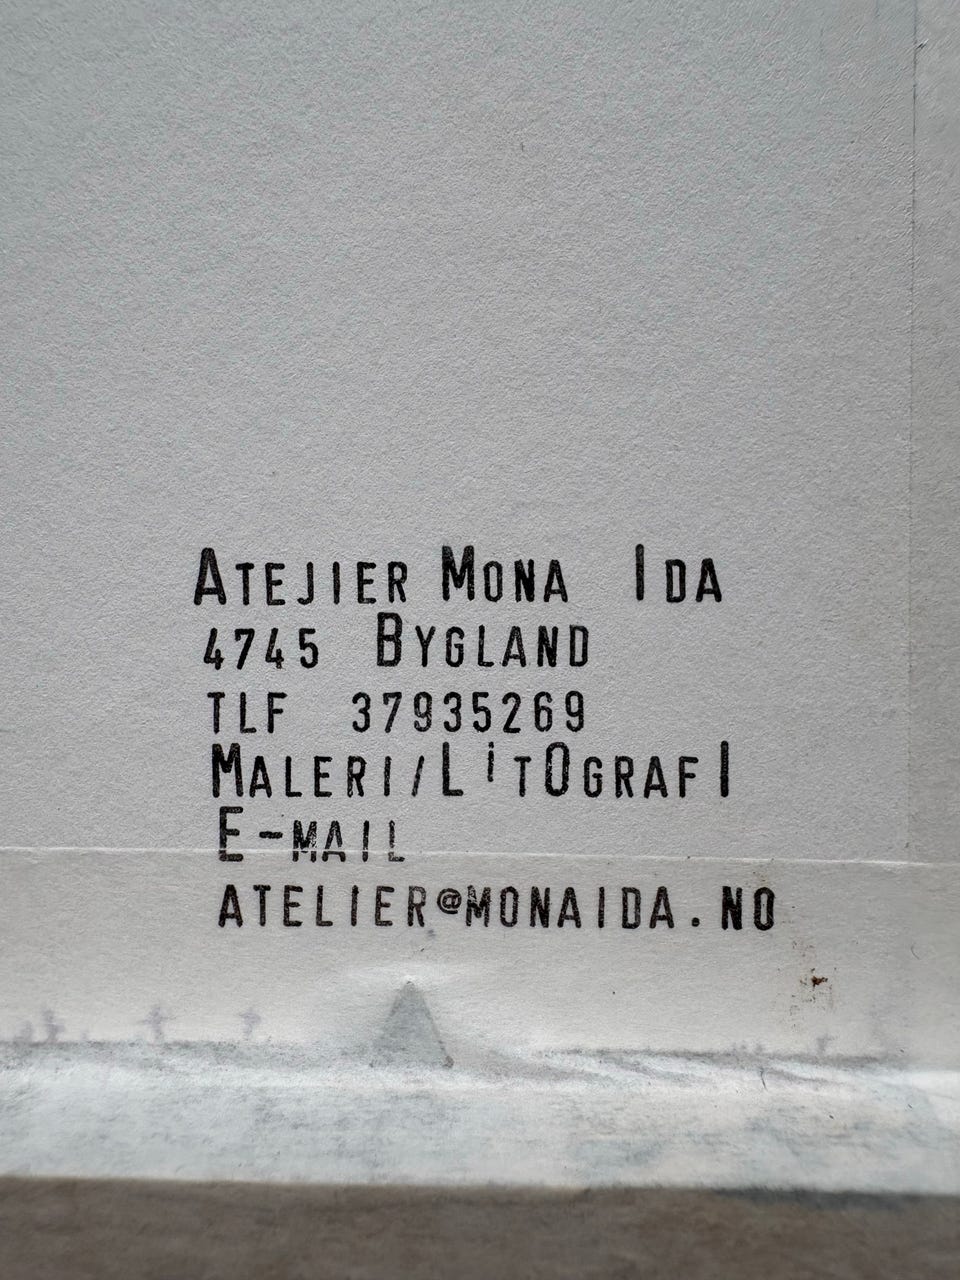 ATEJIER MONA IDA
4745 BYGLAND
TLF 37935269
MALERI/LiTOGRAFI
E-MAIL
ATELIER@MONAIDA.NO